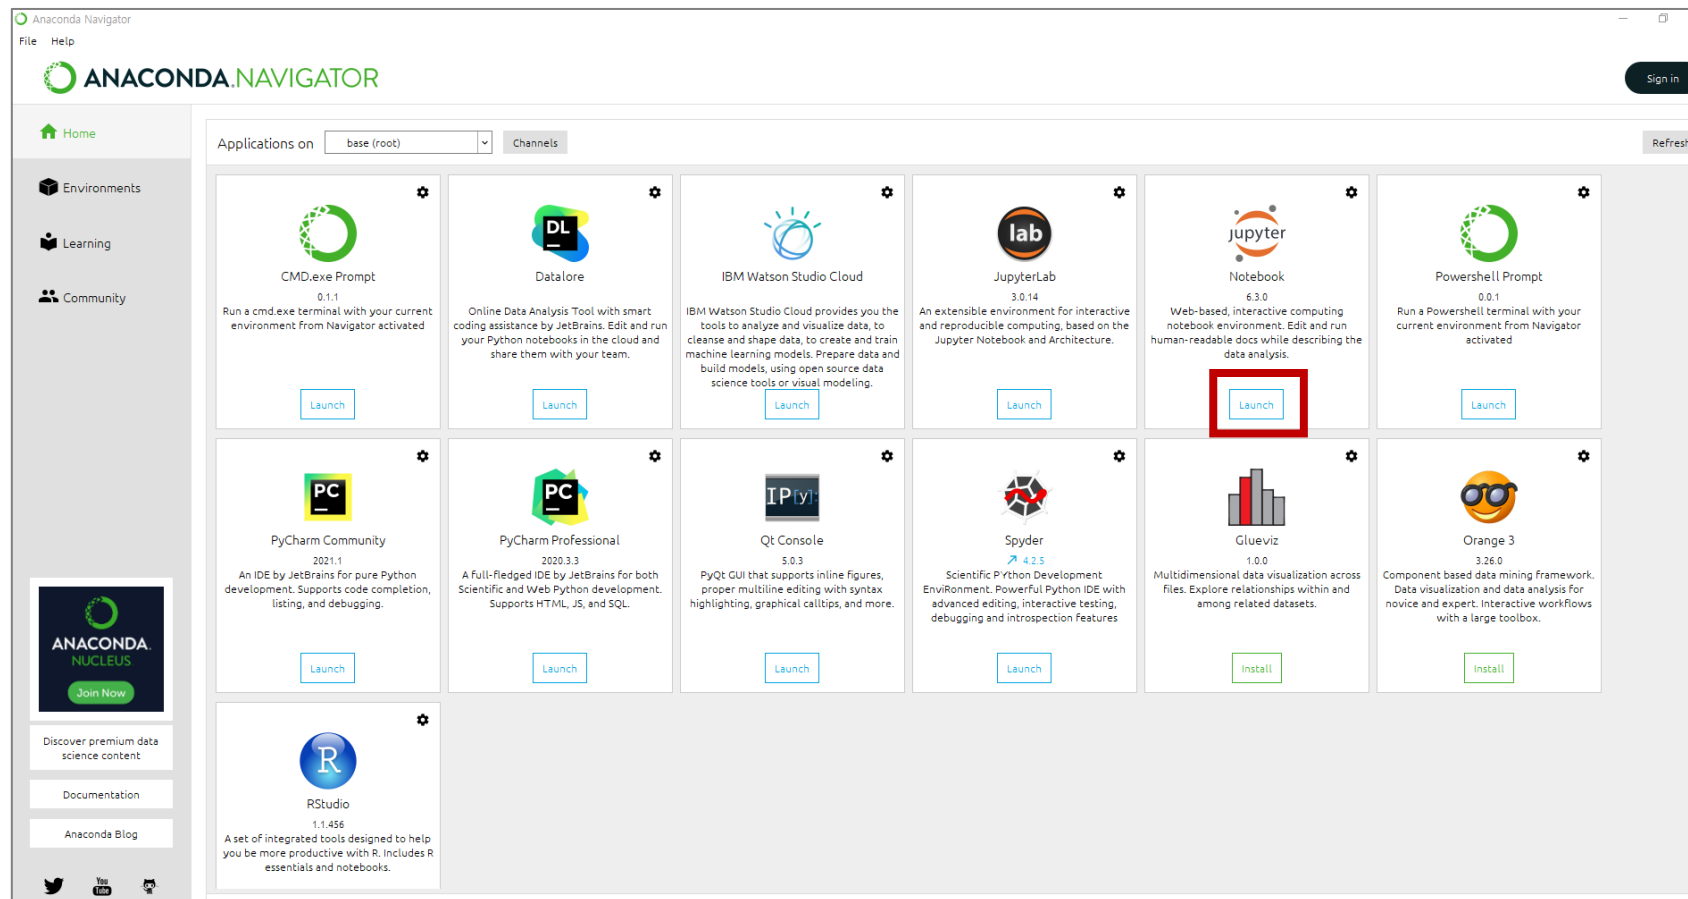 Anaconda Navigator
File Help
ANACONDA.NAVIGATOR
Sign in
Home
Environments
Learning
Community
Applications on base (root) Channels
Refresh
CMD.exe Prompt
0.1.1
Run a cmd.exe terminal with your current
environment from Navigator activated
Launch
DL
Datalore
Online Data Analysis Tool with smart
coding assistance by JetBrains. Edit and run
your Python notebooks in the cloud and
share them with your team.
Launch
IBM Watson Studio Cloud
IBM Watson Studio Cloud provides you the
tools to analyze and visualize data, to
cleanse and shape data, to create and train
machine learning models. Prepare data and
build models, using open source data
science tools or visual modeling.
Launch
lab
JupyterLab
3.0.14
An extensible environment for interactive
and reproducible computing, based on the
Jupyter Notebook and Architecture.
Launch
jupyter
Notebook
6.3.0
Web-based, interactive computing
notebook environment. Edit and run
human-readable docs while describing the
data analysis.
Launch
Powershell Prompt
0.0.1
Run a Powershell terminal with your
current environment from Navigator
activated
Launch
PC
PyCharm Community
2021.1
An IDE by JetBrains for pure Python
development. Supports code completion,
listing, and debugging.
Launch
PC
PyCharm Professional
2020.3.3
A full-fledged IDE by JetBrains for both
Scientific and Web Python development.
Supports HTML, JS, and SQL.
Launch
IP[y]:
Qt Console
5.0.3
PyQt GUI that supports inline figures,
proper multiline editing with syntax
highlighting, graphical calltips, and more.
Launch
Spyder
4.2.5
Scientific PYthon Development
EnviRonment. Powerful Python IDE with
advanced editing, interactive testing,
debugging and introspection features
Launch
Glueviz
1.0.0
Multidimensional data visualization across
files. Explore relationships within and
among related datasets.
Install
Orange 3
3.26.0
Component based data mining framework.
Data visualization and data analysis for
novice and expert. Interactive workflows
with a large toolbox.
Install
R
RStudio
1.1.456
A set of integrated tools designed to help
you be more productive with R. Includes R
essentials and notebooks.
ANACONDA.
NUCLEUS
Join Now
Discover premium data
science content
Documentation
Anaconda Blog
You
Tube